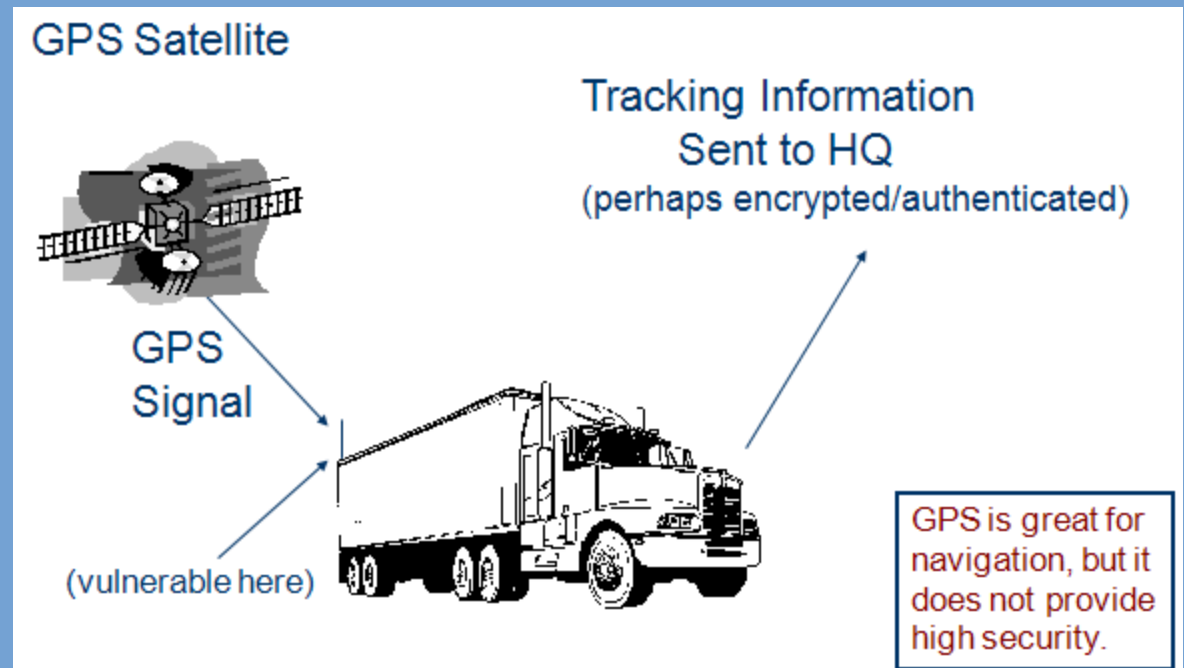 GPS Satellite
Tracking Information
Sent to HQ
(perhaps encrypted/authenticated)
GPS
Signal
(vulnerable here)
GPS is great for
navigation, but it
does not provide
high security.